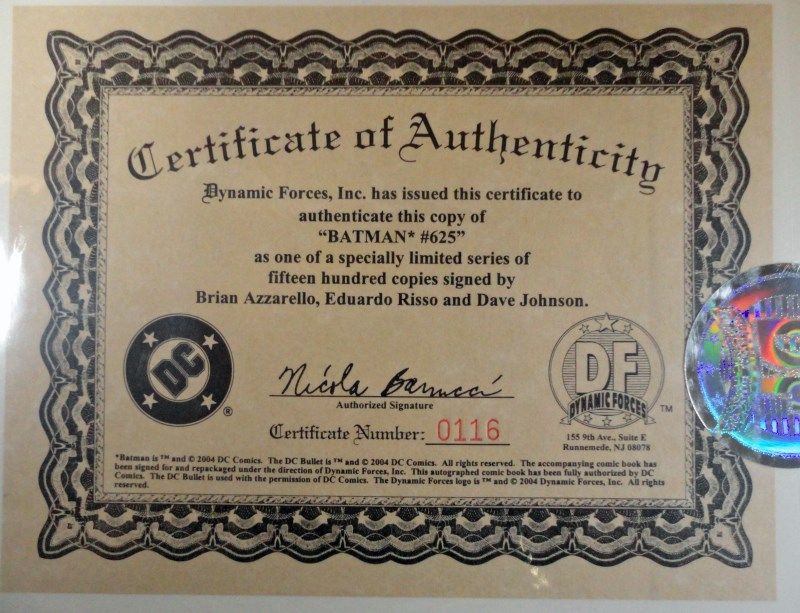 Certificate of Authenticity
Dynamic Forces, Inc. has issued this certificate to
authenticate this copy of
“BATMAN* #625”
as one of a specially limited series of
fifteen hundred copies signed by
Brian Azzarello, Eduardo Risso and Dave Johnson.
DC
®
Nicola Barrucci
Authorized Signature
Certificate Number: 0116
DF
DYNAMIC FORCES
TM
155 9th Ave., Suite E
Runnemede, NJ 08078
*Batman is ™ and © 2004 DC Comics. The DC Bullet is ™ and © 2004 DC Comics. All rights reserved. The accompanying comic book has
been signed for and repackaged under the direction of Dynamic Forces, Inc. This autographed comic book has been fully authorized by DC
Comics. The DC Bullet is used with the permission of DC Comics. The Dynamic Forces logo is ™ and © 2004 Dynamic Forces, Inc. All rights
reserved.